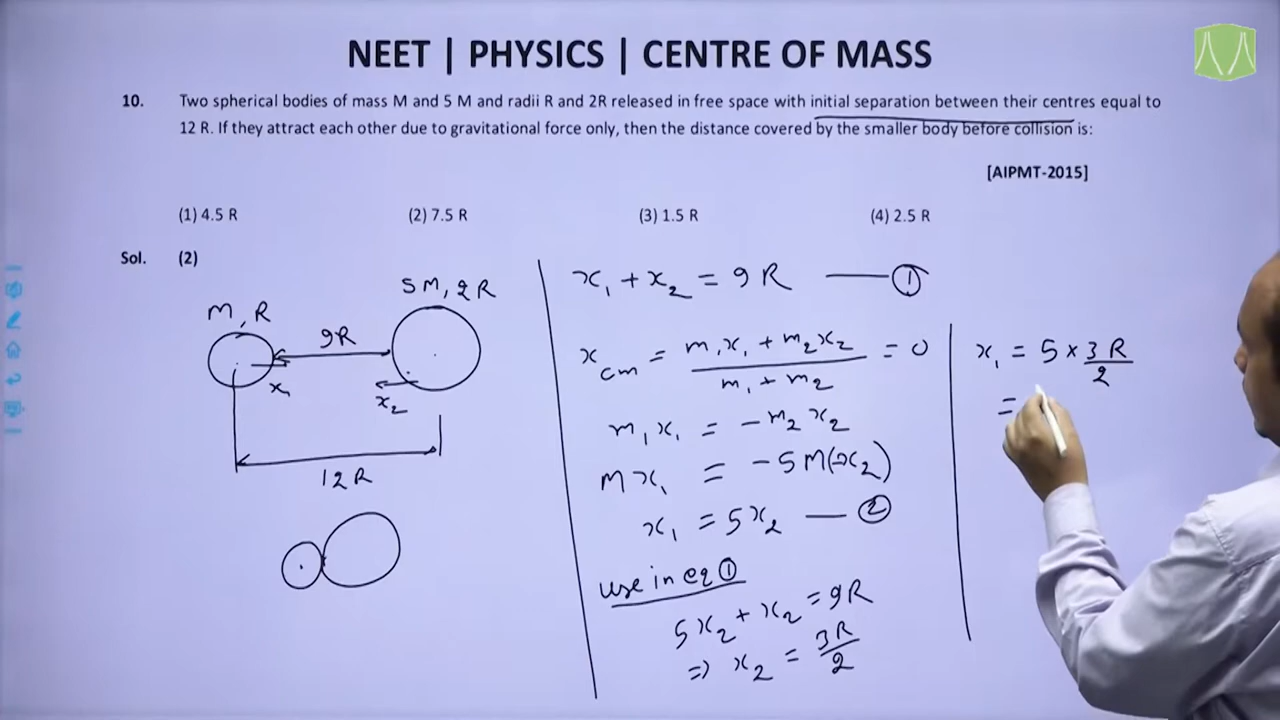 NEET | PHYSICS | CENTRE OF MASS
10. Two spherical bodies of mass M and 5 M and radii R and 2R released in free space with initial separation between their centres equal to
12 R. If they attract each other due to gravitational force only, then the distance covered by the smaller body before collision is:
[AIPMT-2015]
(1) 4.5 R (2) 7.5 R (3) 1.5 R (4) 2.5 R
Sol. (2)
M, R
5M, 2R
9R
x₁
x₂
12R
x₁ + x₂ = 9R — ①
x_cm = (m₁x₁ + m₂x₂)/(m₁ + m₂) = 0
m₁x₁ = -m₂x₂
Mx₁ = -5M(-x₂)
x₁ = 5x₂ — ②
use in eq ①
5x₂ + x₂ = 9R
⇒ x₂ = 3R/2
x₁ = 5 × 3R/2
=